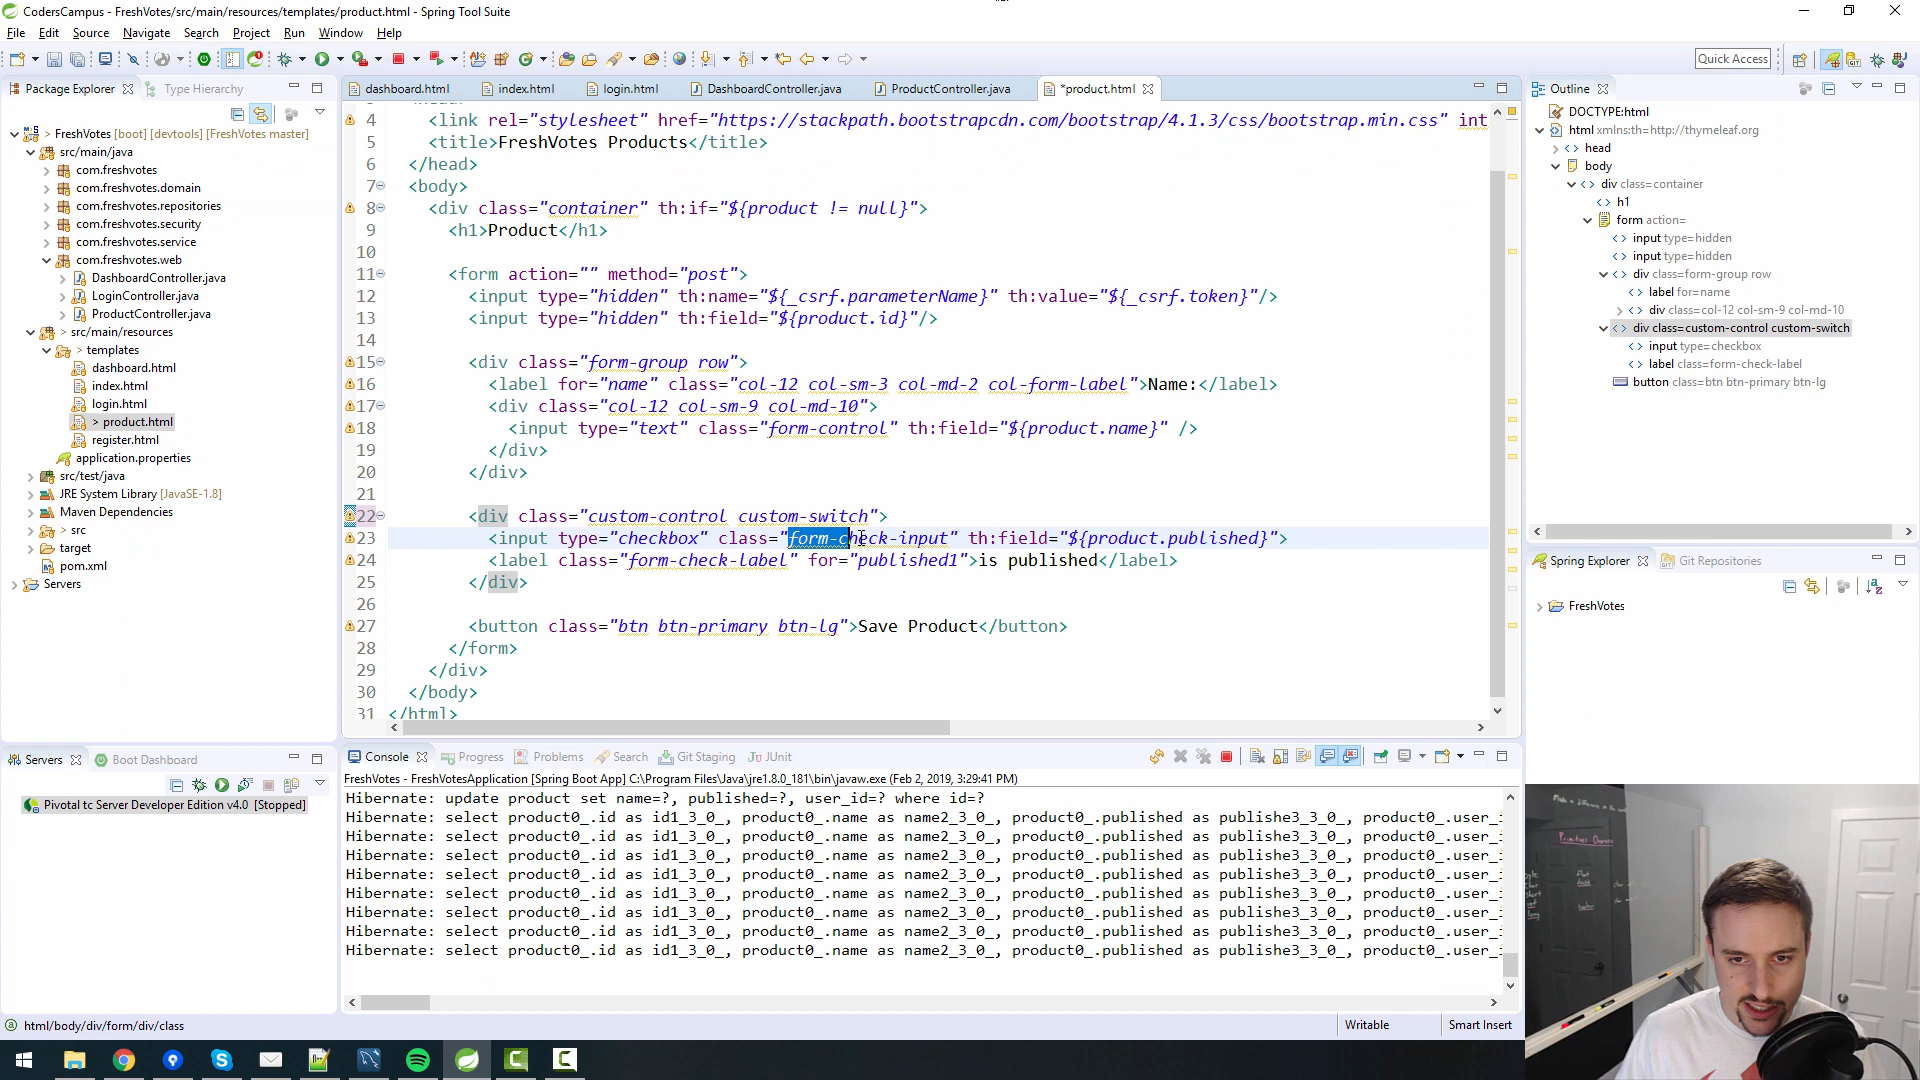 CodersCampus - FreshVotes/src/main/resources/templates/product.html - Spring Tool Suite
File Edit Source Navigate Search Project Run Window Help
Quick Access
Package Explorer Type Hierarchy
FreshVotes [boot] [devtools] [FreshVotes master]
src/main/java
com.freshvotes
com.freshvotes.domain
com.freshvotes.repositories
com.freshvotes.security
com.freshvotes.service
com.freshvotes.web
DashboardController.java
LoginController.java
ProductController.java
> src/main/resources
> templates
dashboard.html
index.html
login.html
> product.html
register.html
application.properties
src/test/java
JRE System Library [JavaSE-1.8]
Maven Dependencies
> src
target
pom.xml
Servers
dashboard.html index.html login.html DashboardController.java ProductController.java *product.html
4 <link rel="stylesheet" href="https://stackpath.bootstrapcdn.com/bootstrap/4.1.3/css/bootstrap.min.css" int
5 <title>FreshVotes Products</title>
6 </head>
7 <body>
8 <div class="container" th:if="${product != null}">
9 <h1>Product</h1>
10
11 <form action="" method="post">
12 <input type="hidden" th:name="${_csrf.parameterName}" th:value="${_csrf.token}"/>
13 <input type="hidden" th:field="${product.id}"/>
14
15 <div class="form-group row">
16 <label for="name" class="col-12 col-sm-3 col-md-2 col-form-label">Name:</label>
17 <div class="col-12 col-sm-9 col-md-10">
18 <input type="text" class="form-control" th:field="${product.name}" />
19 </div>
20 </div>
21
22 <div class="custom-control custom-switch">
23 <input type="checkbox" class="form-check-input" th:field="${product.published}">
24 <label class="form-check-label" for="published1">is published</label>
25 </div>
26
27 <button class="btn btn-primary btn-lg">Save Product</button>
28 </form>
29 </div>
30 </body>
31 </html>
Outline
DOCTYPE:html
html xmlns:th=http://thymeleaf.org
head
body
div class=container
h1
form action=
input type=hidden
input type=hidden
div class=form-group row
label for=name
div class=col-12 col-sm-9 col-md-10
div class=custom-control custom-switch
input type=checkbox
label class=form-check-label
button class=btn btn-primary btn-lg
Spring Explorer Git Repositories
FreshVotes
Servers Boot Dashboard
Pivotal tc Server Developer Edition v4.0 [Stopped]
Console Progress Problems Search Git Staging JUnit
FreshVotes - FreshVotesApplication [Spring Boot App] C:\Program Files\Java\jre1.8.0_181\bin\javaw.exe (Feb 2, 2019, 3:29:41 PM)
Hibernate: update product set name=?, published=?, user_id=? where id=?
Hibernate: select product0_.id as id1_3_0_, product0_.name as name2_3_0_, product0_.published as publishe3_3_0_, product0_.user_i
Hibernate: select product0_.id as id1_3_0_, product0_.name as name2_3_0_, product0_.published as publishe3_3_0_, product0_.user_i
Hibernate: select product0_.id as id1_3_0_, product0_.name as name2_3_0_, product0_.published as publishe3_3_0_, product0_.user_i
Hibernate: select product0_.id as id1_3_0_, product0_.name as name2_3_0_, product0_.published as publishe3_3_0_, product0_.user_i
Hibernate: select product0_.id as id1_3_0_, product0_.name as name2_3_0_, product0_.published as publishe3_3_0_, product0_.user_i
Hibernate: select product0_.id as id1_3_0_, product0_.name as name2_3_0_, product0_.published as publishe3_3_0_, product0_.user_i
Hibernate: select product0_.id as id1_3_0_, product0_.name as name2_3_0_, product0_.published as publishe3_3_0_, product0_.user_i
Hibernate: select product0_.id as id1_3_0_, product0_.name as name2_3_0_, product0_.published as publishe3_3_0_, product0_.user_i
html/body/div/form/div/class
Writable Smart Insert